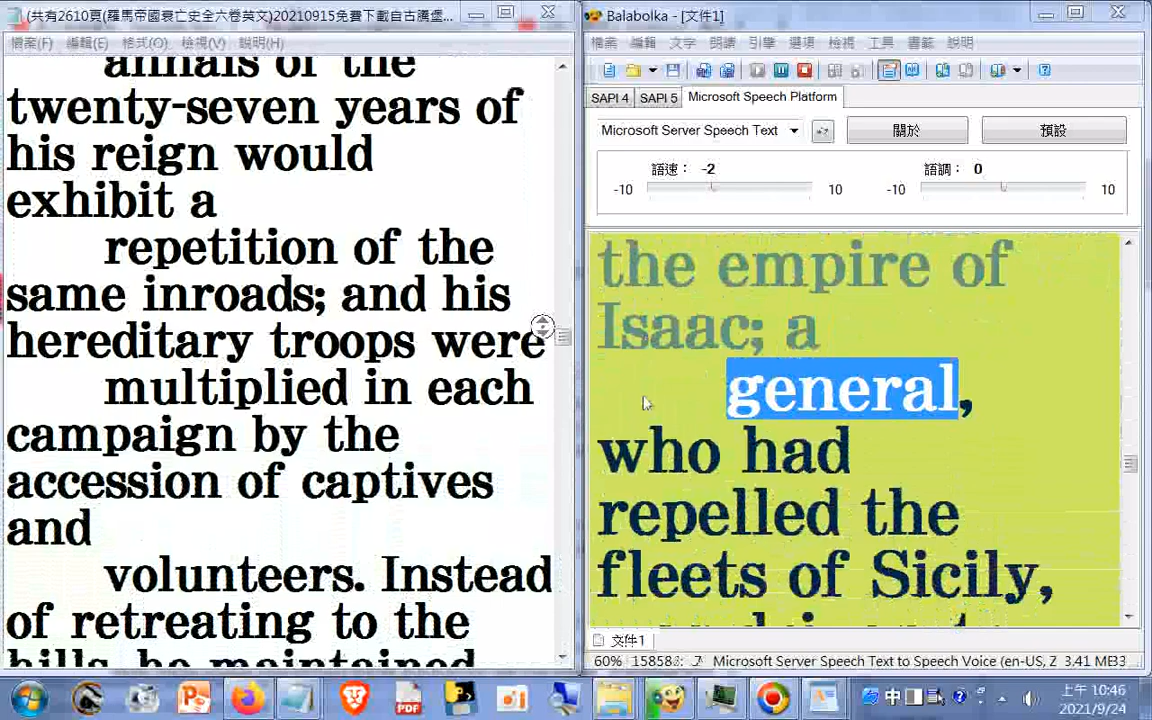 (共有2610頁(羅馬帝國衰亡史全六卷英文)20210915免費下載自古騰堡...
檔案(F) 編輯(E) 格式(O) 檢視(V) 說明(H)
annals of the
twenty-seven years of
his reign would
exhibit a
repetition of the
same inroads; and his
hereditary troops were
multiplied in each
campaign by the
accession of captives
and
volunteers. Instead
of retreating to the
hills, he maintained
Balabolka - [文件1]
檔案 編輯 文字 朗讀 引擎 選項 檢視 工具 書籤 說明
SAPI 4 SAPI 5 Microsoft Speech Platform
Microsoft Server Speech Text 關於 預設
語速： -2 語調： 0
-10 10 -10 10
the empire of
Isaac; a
general,
who had
repelled the
fleets of Sicily,
文件1
60% Microsoft Server Speech Text to Speech Voice (en-US, Z 3.41 MB
中
上午 10:46
2021/9/24